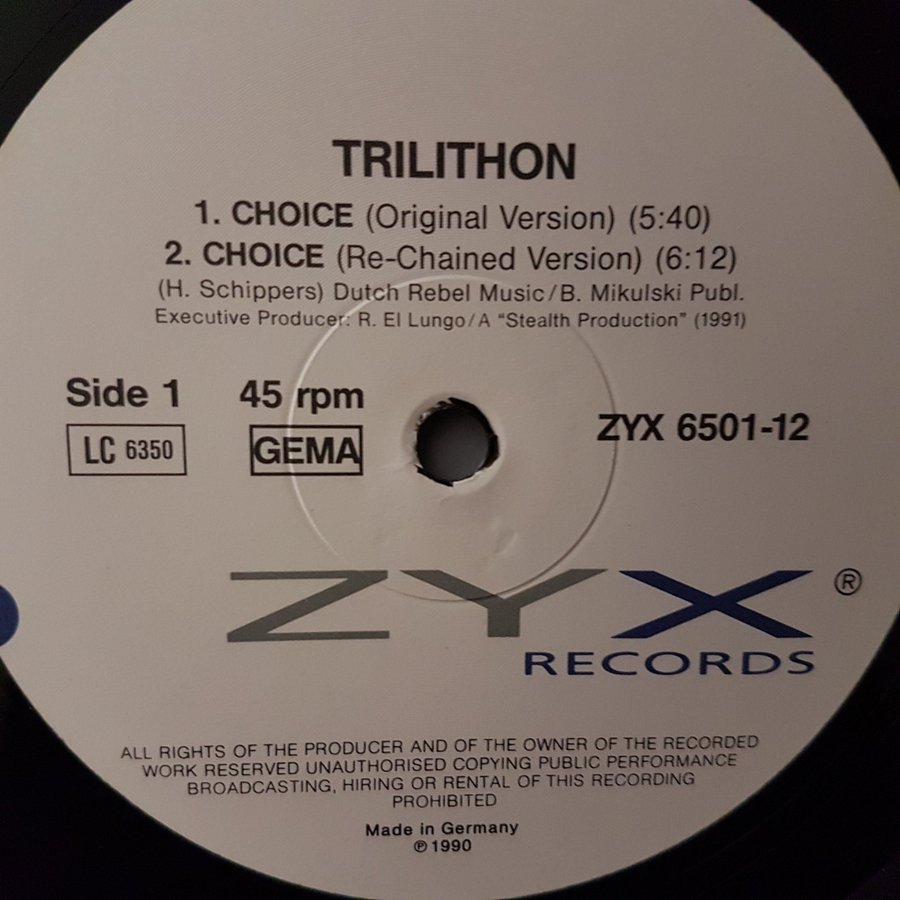 TRILITHON
1. CHOICE (Original Version) (5:40)
2. CHOICE (Re-Chained Version) (6:12)
(H. Schippers) Dutch Rebel Music/B. Mikulski Publ.
Executive Producer: R. El Lungo/A "Stealth Production" (1991)
Side 1 45 rpm
LC 6350 GEMA ZYX 6501-12
ZYX ®
RECORDS
ALL RIGHTS OF THE PRODUCER AND OF THE OWNER OF THE RECORDED
WORK RESERVED UNAUTHORISED COPYING PUBLIC PERFORMANCE
BROADCASTING, HIRING OR RENTAL OF THIS RECORDING
PROHIBITED
Made in Germany
℗ 1990